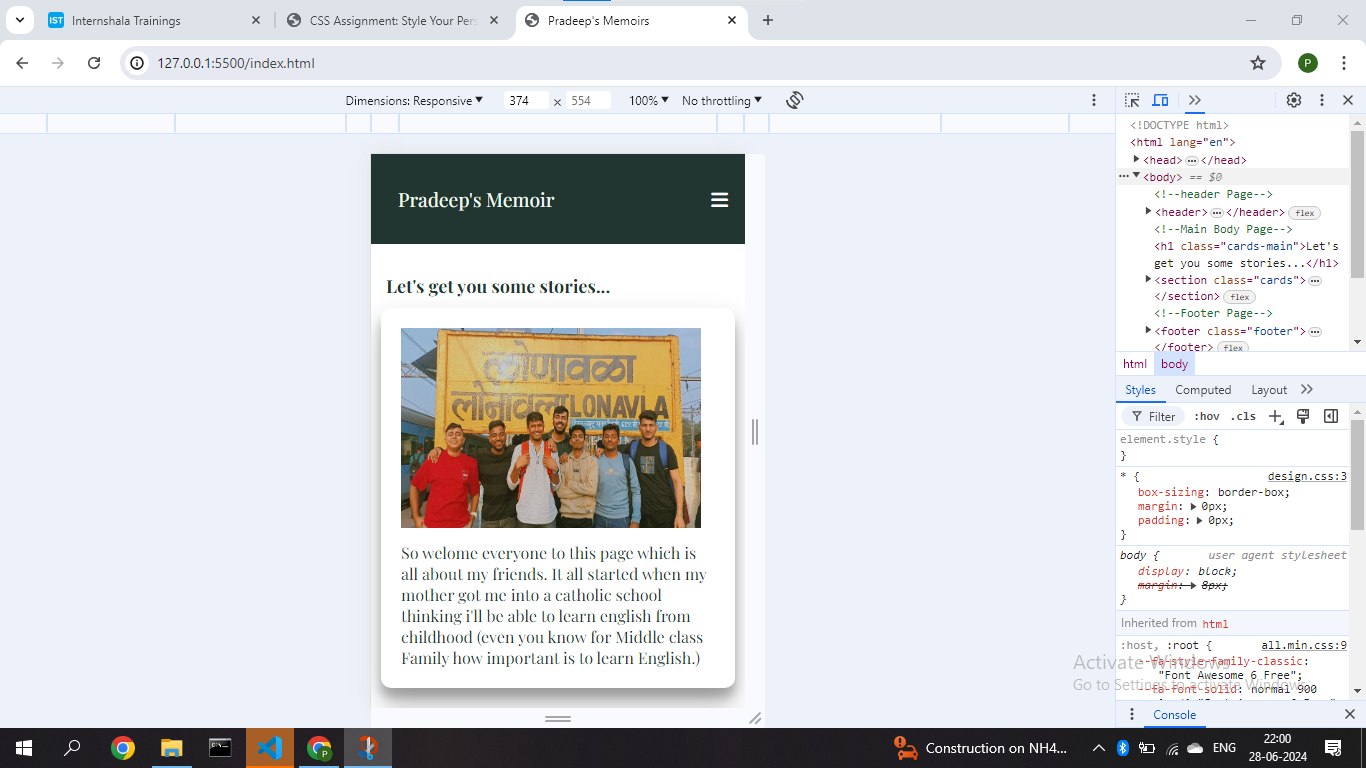 Internshala Trainings
CSS Assignment: Style Your Pers
Pradeep's Memoirs
127.0.0.1:5500/index.html
P
Dimensions: Responsive
374 × 554
100%
No throttling
Pradeep's Memoir
Let's get you some stories...
लोणावळा
लोनावला LONAVLA
So welome everyone to this page which is
all about my friends. It all started when my
mother got me into a catholic school
thinking i'll be able to learn english from
childhood (even you know for Middle class
Family how important is to learn English.)
<!DOCTYPE html>
<html lang="en">
<head> </head>
<body> == $0
<!--header Page-->
<header> </header> flex
<!--Main Body Page-->
<h1 class="cards-main">Let's
get you some stories...</h1>
<section class="cards">
</section> flex
<!--Footer Page-->
<footer class="footer">
</footer> flex
html body
Styles Computed Layout
Filter :hov .cls
element.style {
}
* { design.css:3
box-sizing: border-box;
margin: 0px;
padding: 0px;
}
body { user agent stylesheet
display: block;
margin: 8px;
}
Inherited from html
:host, :root { all.min.css:9
--fa-style-family-classic:
"Font Awesome 6 Free";
--fa-font-solid: normal 900
Activate Windows
Go to Settings to activate Windows.
Console
Construction on NH4...
ENG
22:00
28-06-2024